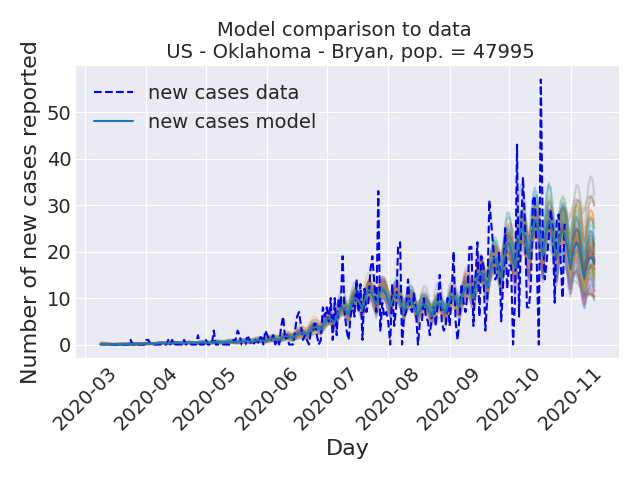 Model comparison to data
US - Oklahoma - Bryan, pop. = 47995
new cases data
new cases model
Number of new cases reported
50
40
30
20
10
0
2020-03
2020-04
2020-05
2020-06
2020-07
2020-08
2020-09
2020-10
2020-11
Day